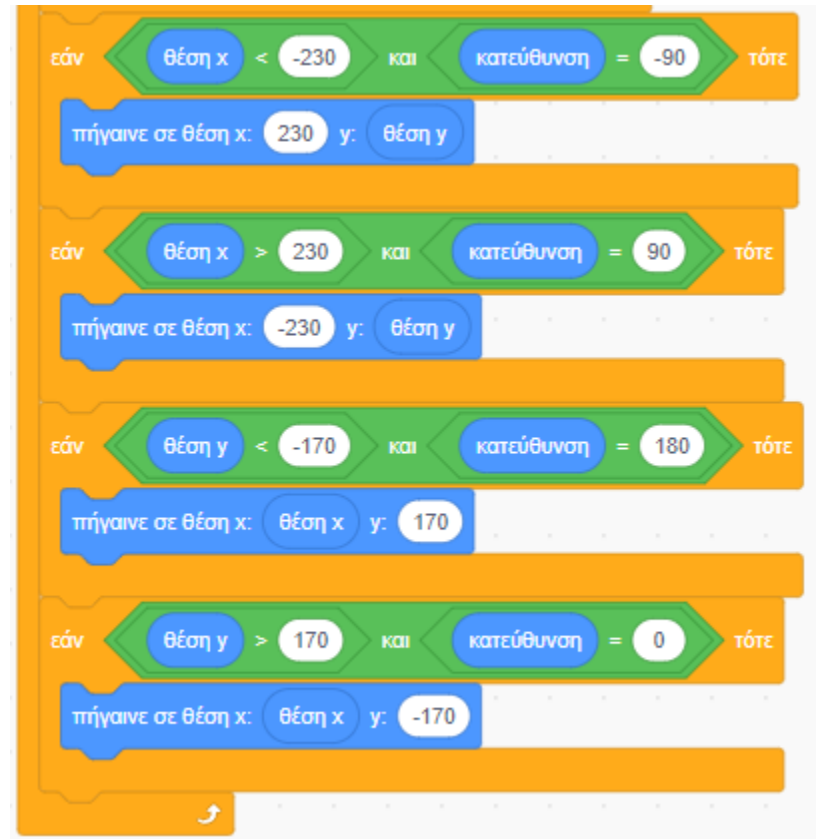 εάν θέση x < -230 και κατεύθυνση = -90 τότε
πήγαινε σε θέση x: 230 y: θέση y
εάν θέση x > 230 και κατεύθυνση = 90 τότε
πήγαινε σε θέση x: -230 y: θέση y
εάν θέση y < -170 και κατεύθυνση = 180 τότε
πήγαινε σε θέση x: θέση x y: 170
εάν θέση y > 170 και κατεύθυνση = 0 τότε
πήγαινε σε θέση x: θέση x y: -170